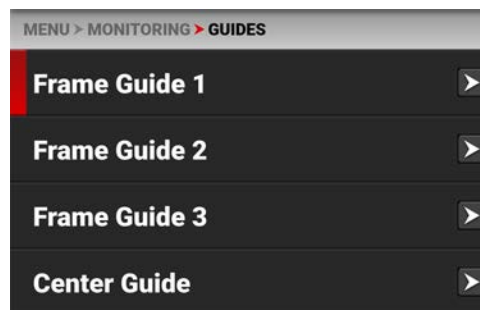 MENU > MONITORING > GUIDES
Frame Guide 1
Frame Guide 2
Frame Guide 3
Center Guide